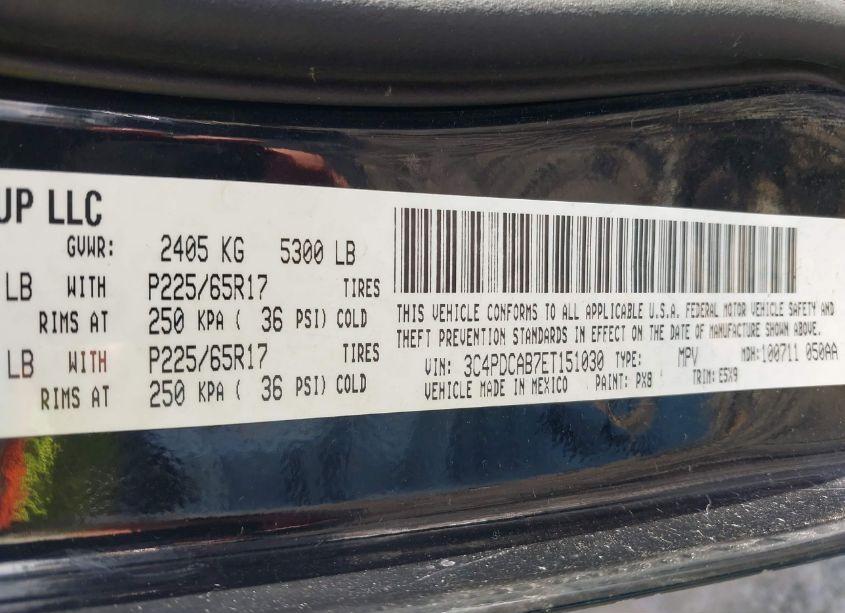 UP LLC
GVWR: 2405 KG 5300 LB
LB WITH P225/65R17 TIRES
RIMS AT 250 KPA ( 36 PSI) COLD
LB WITH P225/65R17 TIRES
RIMS AT 250 KPA ( 36 PSI) COLD
THIS VEHICLE CONFORMS TO ALL APPLICABLE U.S.A. FEDERAL MOTOR VEHICLE SAFETY AND
THEFT PREVENTION STANDARDS IN EFFECT ON THE DATE OF MANUFACTURE SHOWN ABOVE.
VIN: 3C4PDCAB7ET151030 TYPE: MPV MDH:100711 050AA
VEHICLE MADE IN MEXICO PAINT: PX8 TRIM: E5X9